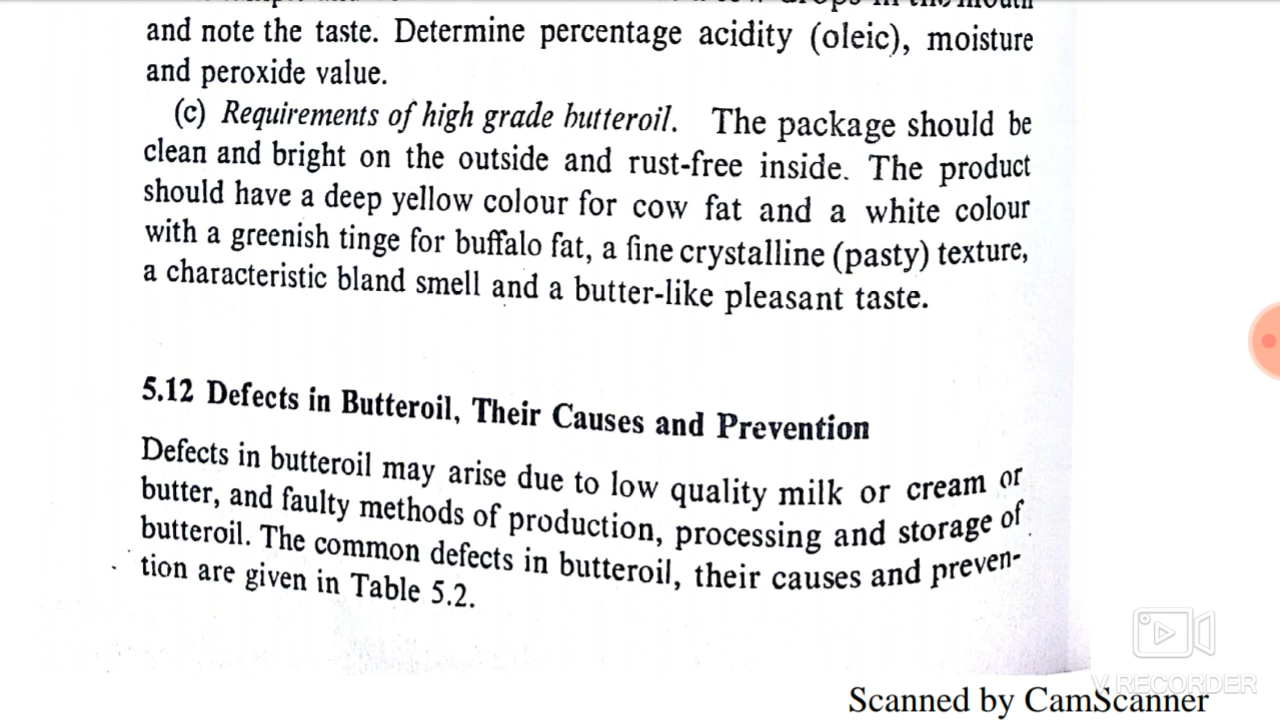 and note the taste. Determine percentage acidity (oleic), moisture
and peroxide value.
(c) Requirements of high grade butteroil. The package should be
clean and bright on the outside and rust-free inside. The product
should have a deep yellow colour for cow fat and a white colour
with a greenish tinge for buffalo fat, a fine crystalline (pasty) texture,
a characteristic bland smell and a butter-like pleasant taste.
5.12 Defects in Butteroil, Their Causes and Prevention
Defects in butteroil may arise due to low quality milk or cream or
butter, and faulty methods of production, processing and storage of
butteroil. The common defects in butteroil, their causes and preven-
tion are given in Table 5.2.
V RECORDER
Scanned by CamScanner